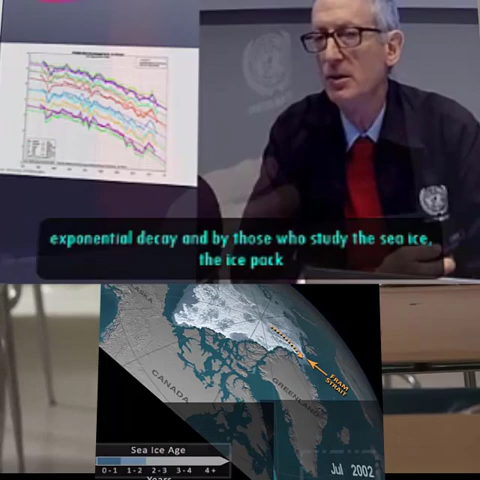 exponential decay and by those who study the sea ice,
the ice pack
CANADA
GREENLAND
FRAM
STRAIT
Sea Ice Age
0-1 1-2 2-3 3-4 4+
Years
Jul 2002